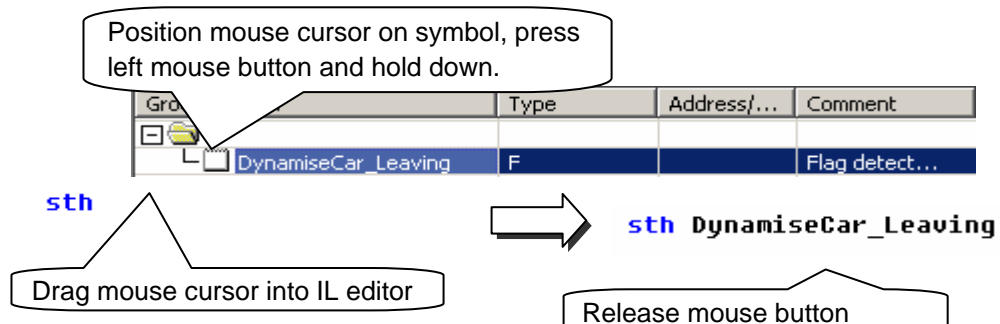 Position mouse cursor on symbol, press
left mouse button and hold down.
Gro Type Address/... Comment
DynamiseCar_Leaving F Flag detect...
sth
sth DynamiseCar_Leaving
Drag mouse cursor into IL editor
Release mouse button